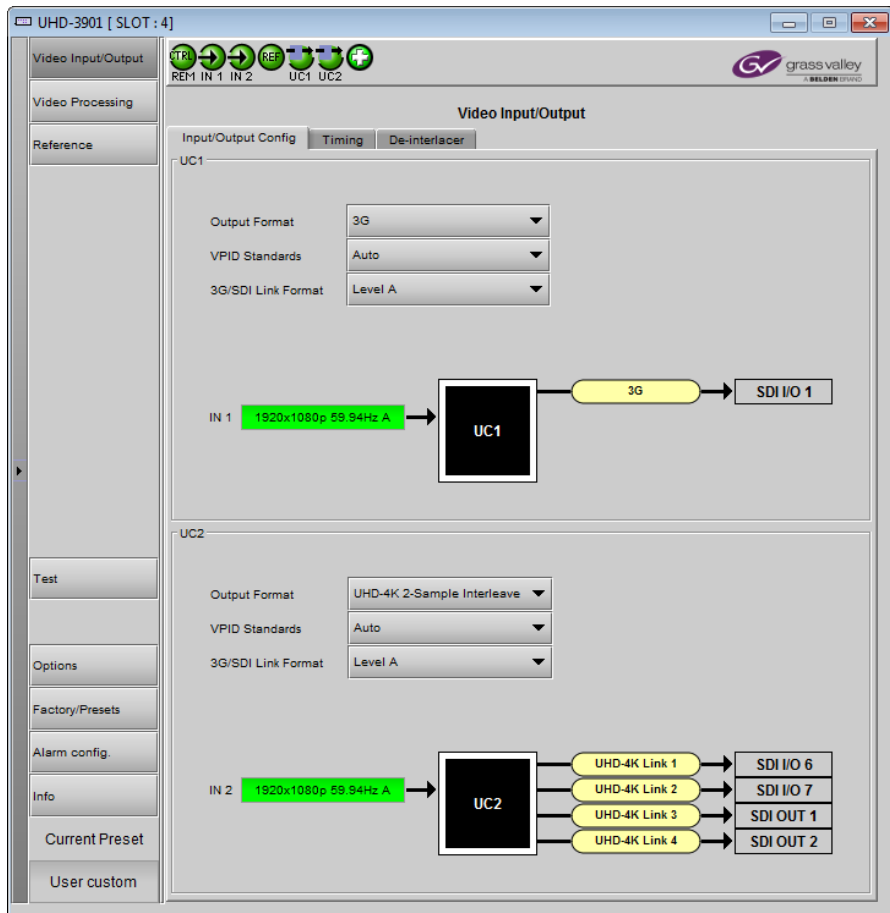 UHD-3901 [ SLOT : 4]
Video Input/Output
Video Processing
Reference
Test
Options
Factory/Presets
Alarm config.
Info
Current Preset
User custom
CTRL REF
REM IN 1 IN 2 UC1 UC2
GV grass valley
A BELDEN BRAND
Video Input/Output
Input/Output Config Timing De-interlacer
UC1
Output Format 3G
VPID Standards Auto
3G/SDI Link Format Level A
IN 1 1920x1080p 59.94Hz A UC1 3G SDI I/O 1
UC2
Output Format UHD-4K 2-Sample Interleave
VPID Standards Auto
3G/SDI Link Format Level A
IN 2 1920x1080p 59.94Hz A UC2
UHD-4K Link 1 SDI I/O 6
UHD-4K Link 2 SDI I/O 7
UHD-4K Link 3 SDI OUT 1
UHD-4K Link 4 SDI OUT 2